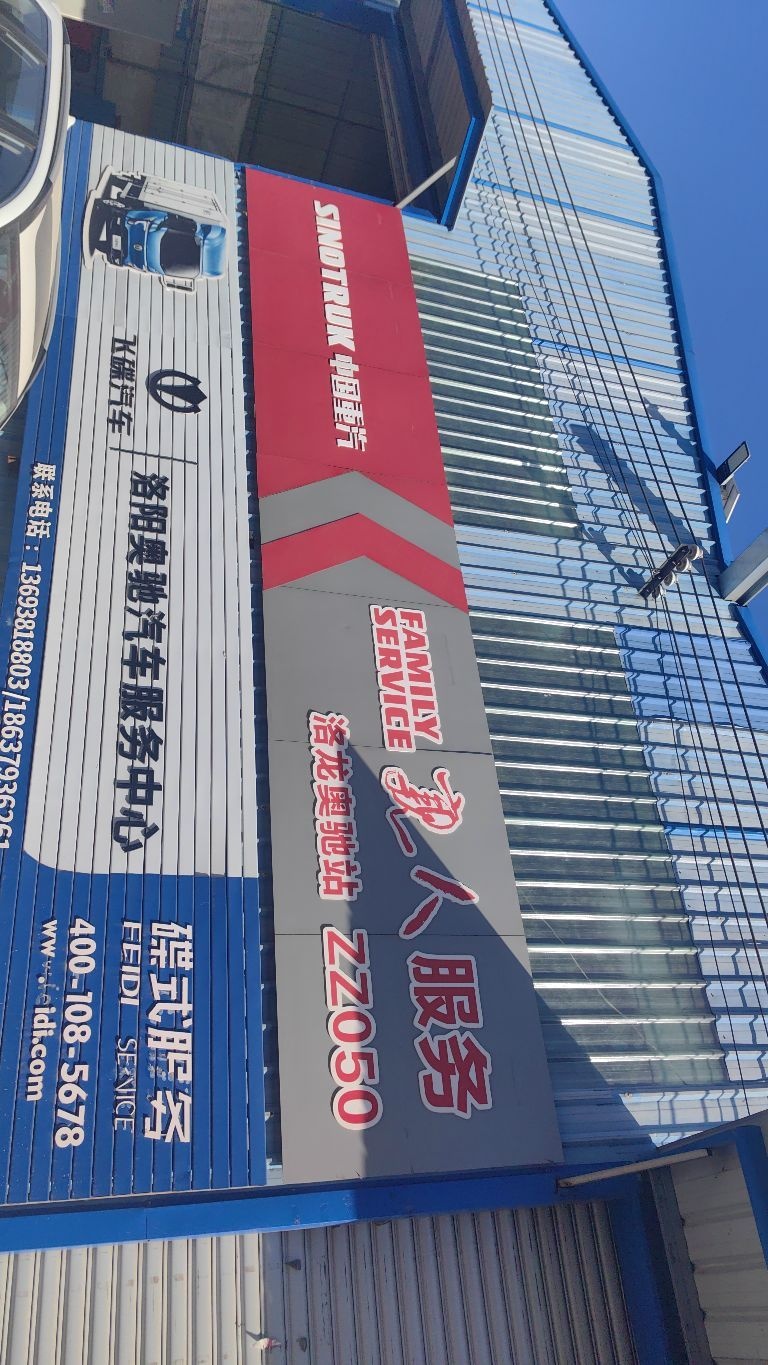 SINOTRUK 中国重汽
FAMILY
SERVICE
亲人服务
洛龙奥驰站 ZZ050
飞碟汽车
洛阳奥驰汽车服务中心
联系电话：13693818803/18637936261
碟式服务
FEIDI SERVICE
400-108-5678